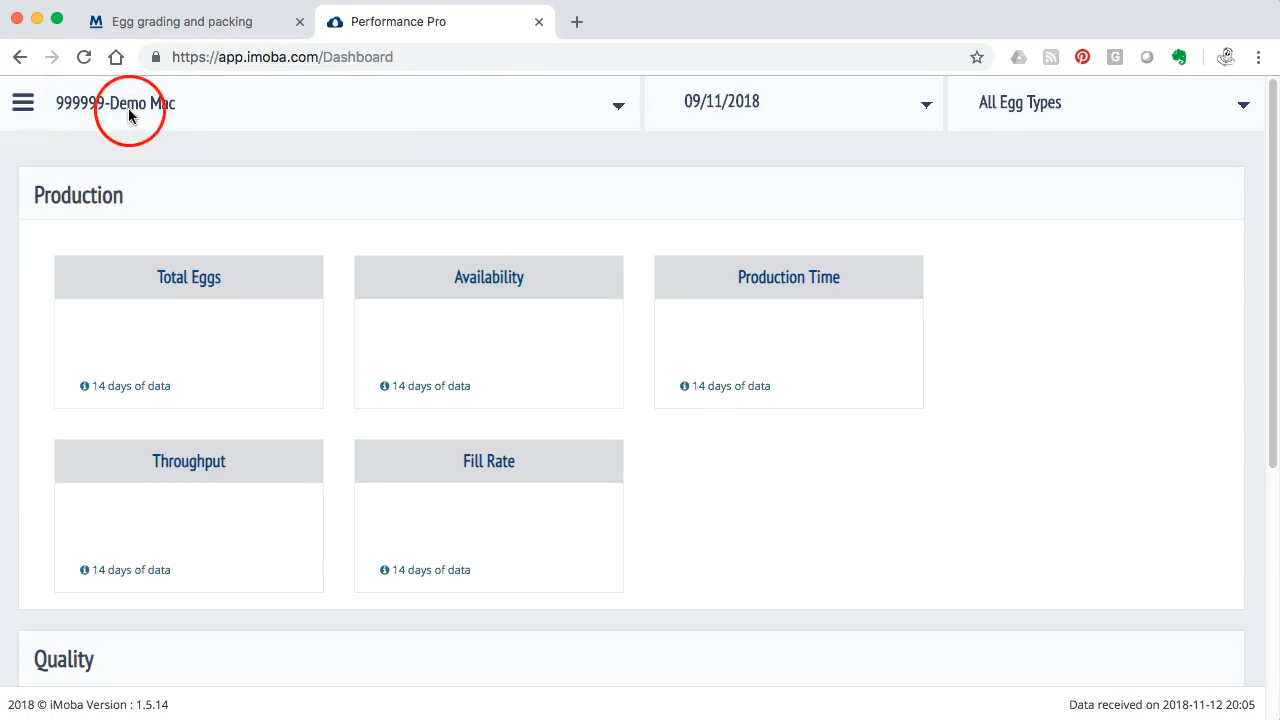 Egg grading and packing
Performance Pro
https://app.imoba.com/Dashboard
999999-Demo Mac
09/11/2018
All Egg Types
Production
Total Eggs
Availability
Production Time
14 days of data
14 days of data
14 days of data
Throughput
Fill Rate
14 days of data
14 days of data
Quality
2018 © iMoba Version : 1.5.14
Data received on 2018-11-12 20:05